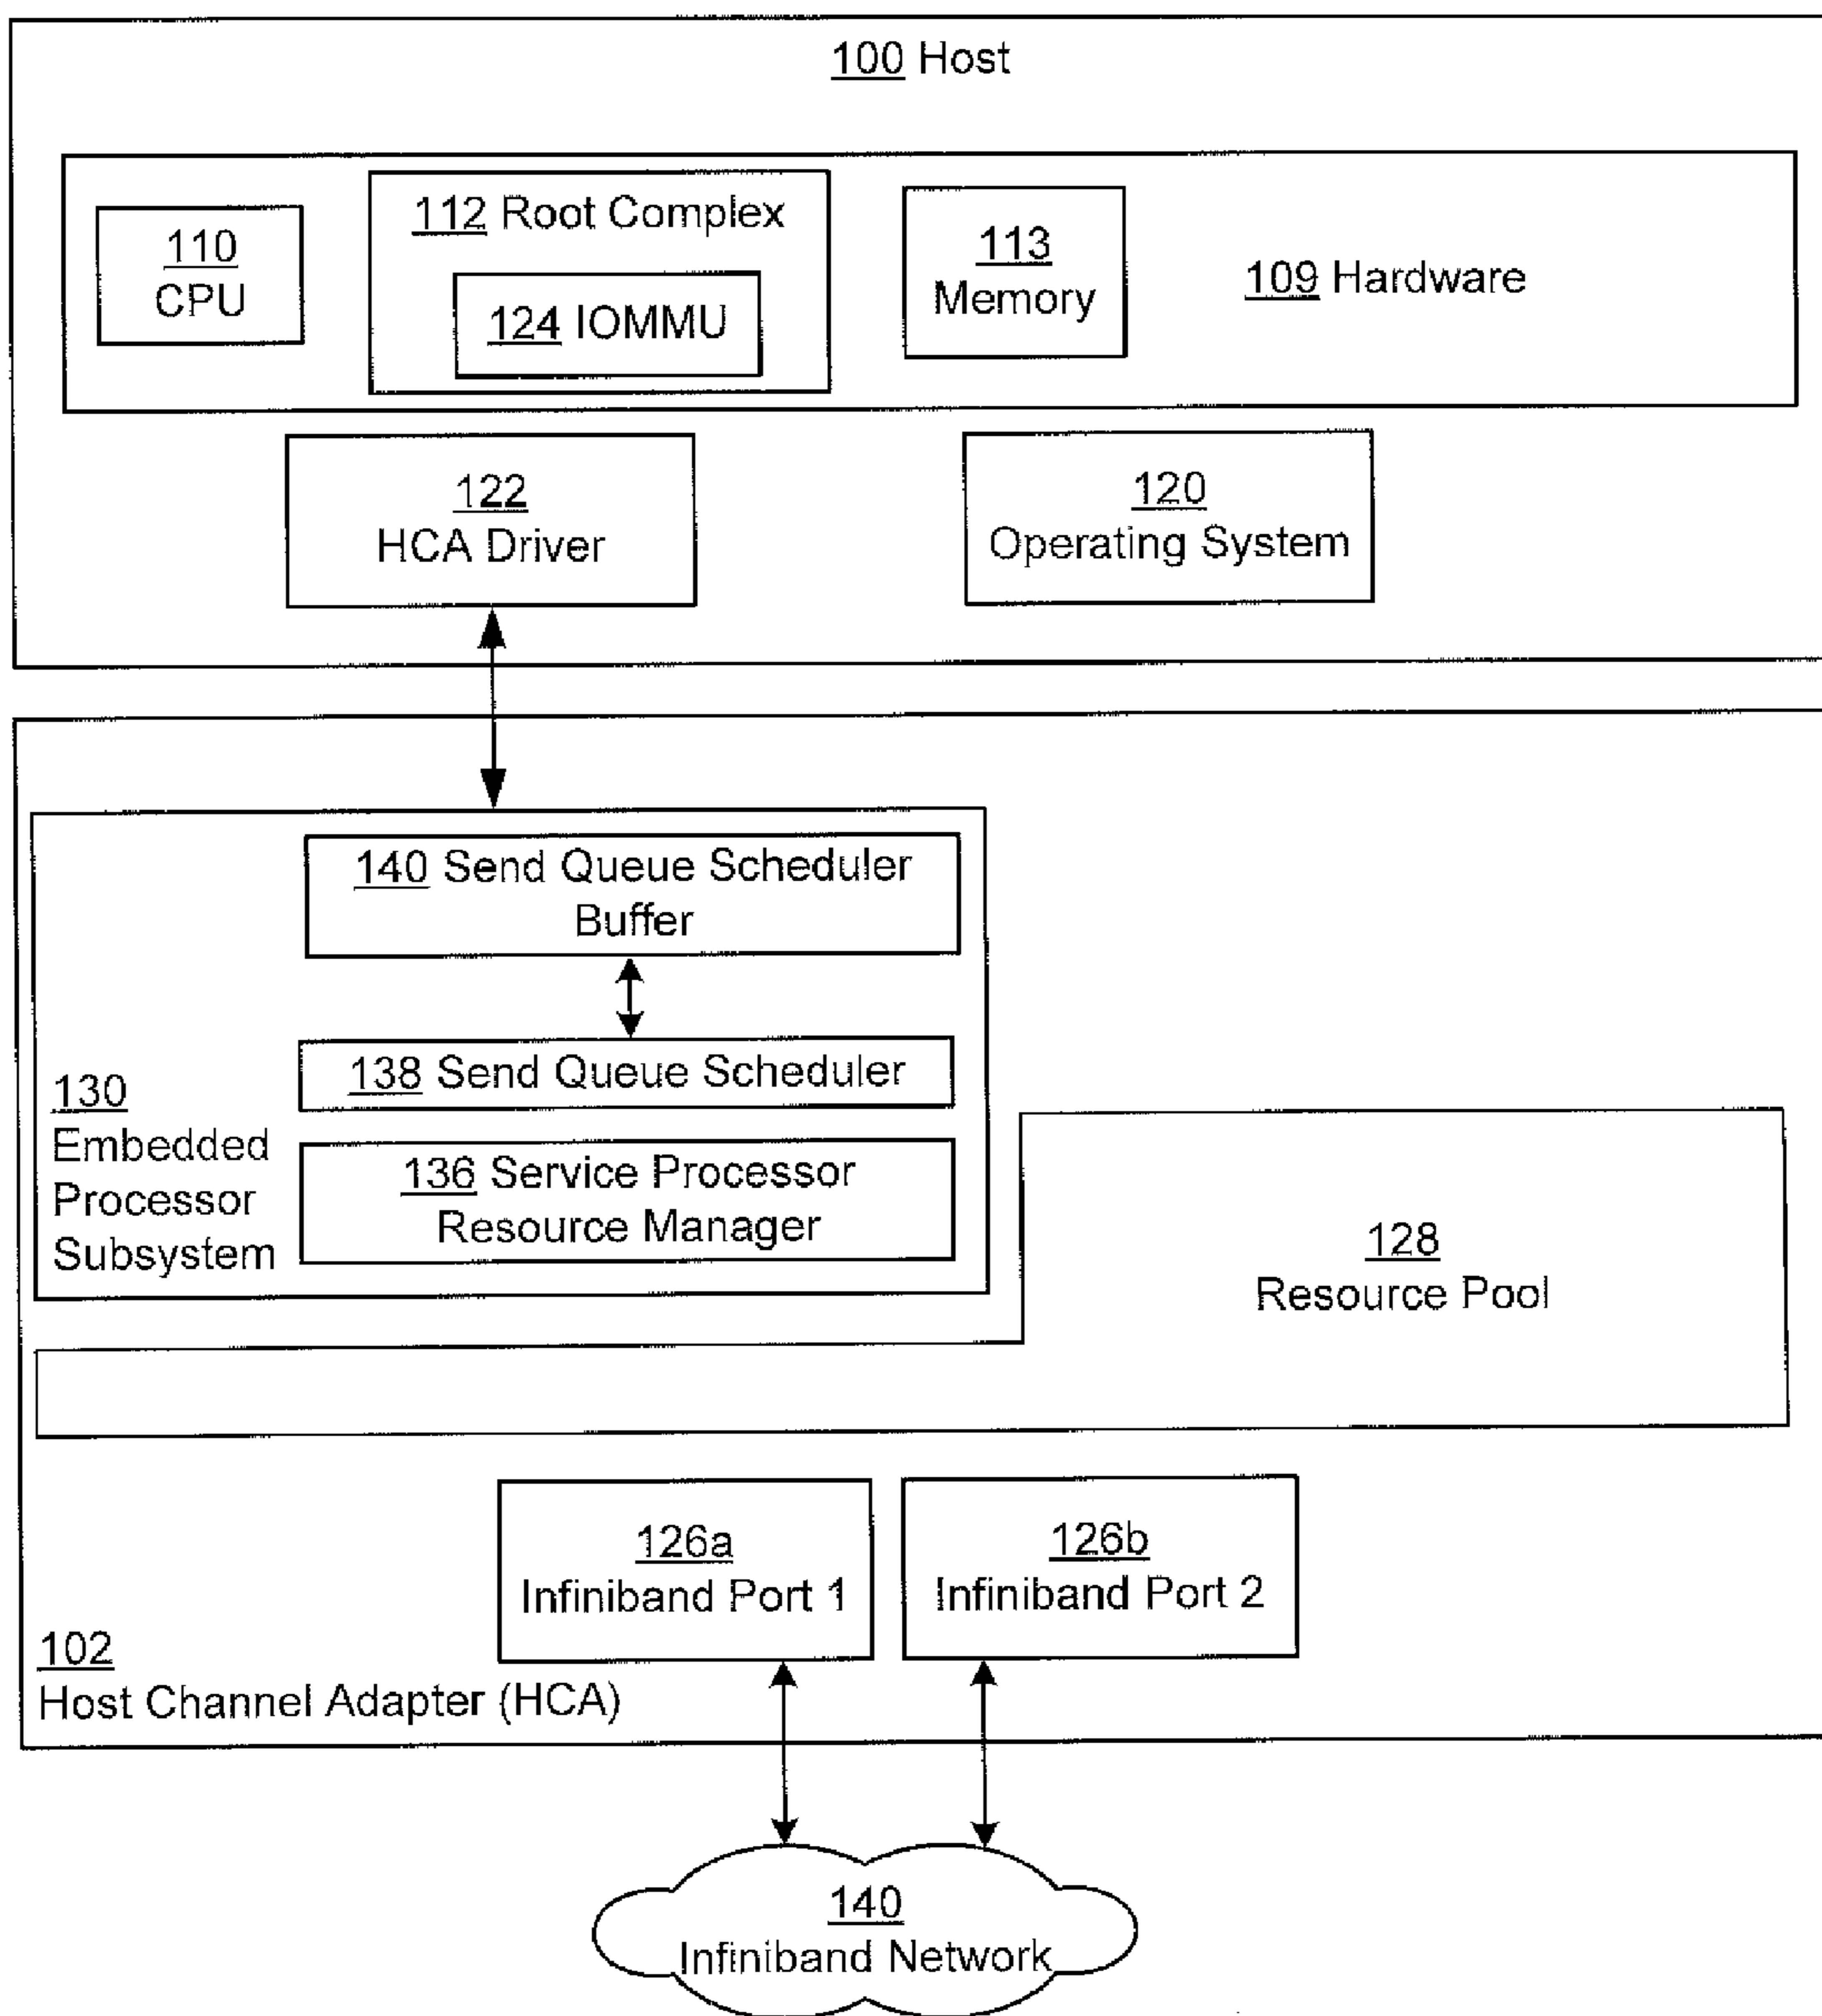 100 Host
110
CPU
112 Root Complex
124 IOMMU
113
Memory
109 Hardware
122
HCA Driver
120
Operating System
140 Send Queue Scheduler
Buffer
138 Send Queue Scheduler
136 Service Processor
Resource Manager
130
Embedded
Processor
Subsystem
128
Resource Pool
126a
Infiniband Port 1
126b
Infiniband Port 2
102
Host Channel Adapter (HCA)
140
Infiniband Network